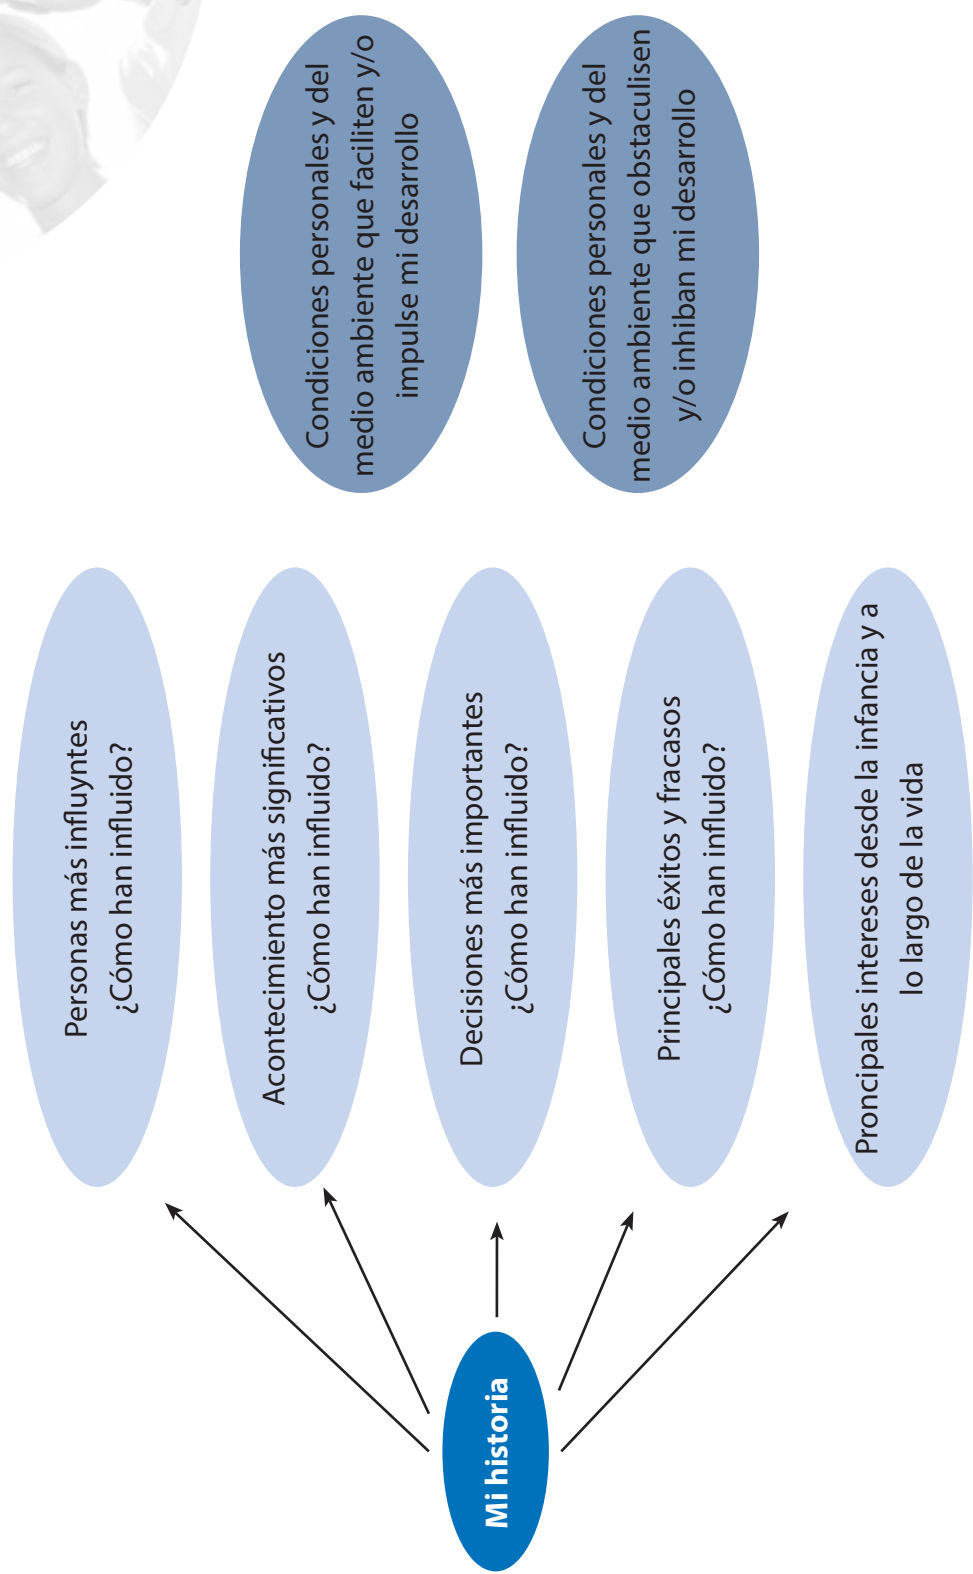 Mi historia
Personas más influyntes
¿Cómo han influido?
Acontecimiento más significativos
¿Cómo han influido?
Decisiones más importantes
¿Cómo han influido?
Principales éxitos y fracasos
¿Cómo han influido?
Proncipales intereses desde la infancia y a
lo largo de la vida
Condiciones personales y del
medio ambiente que faciliten y/o
impulse mi desarrollo
Condiciones personales y del
medio ambiente que obstaculisen
y/o inhiban mi desarrollo